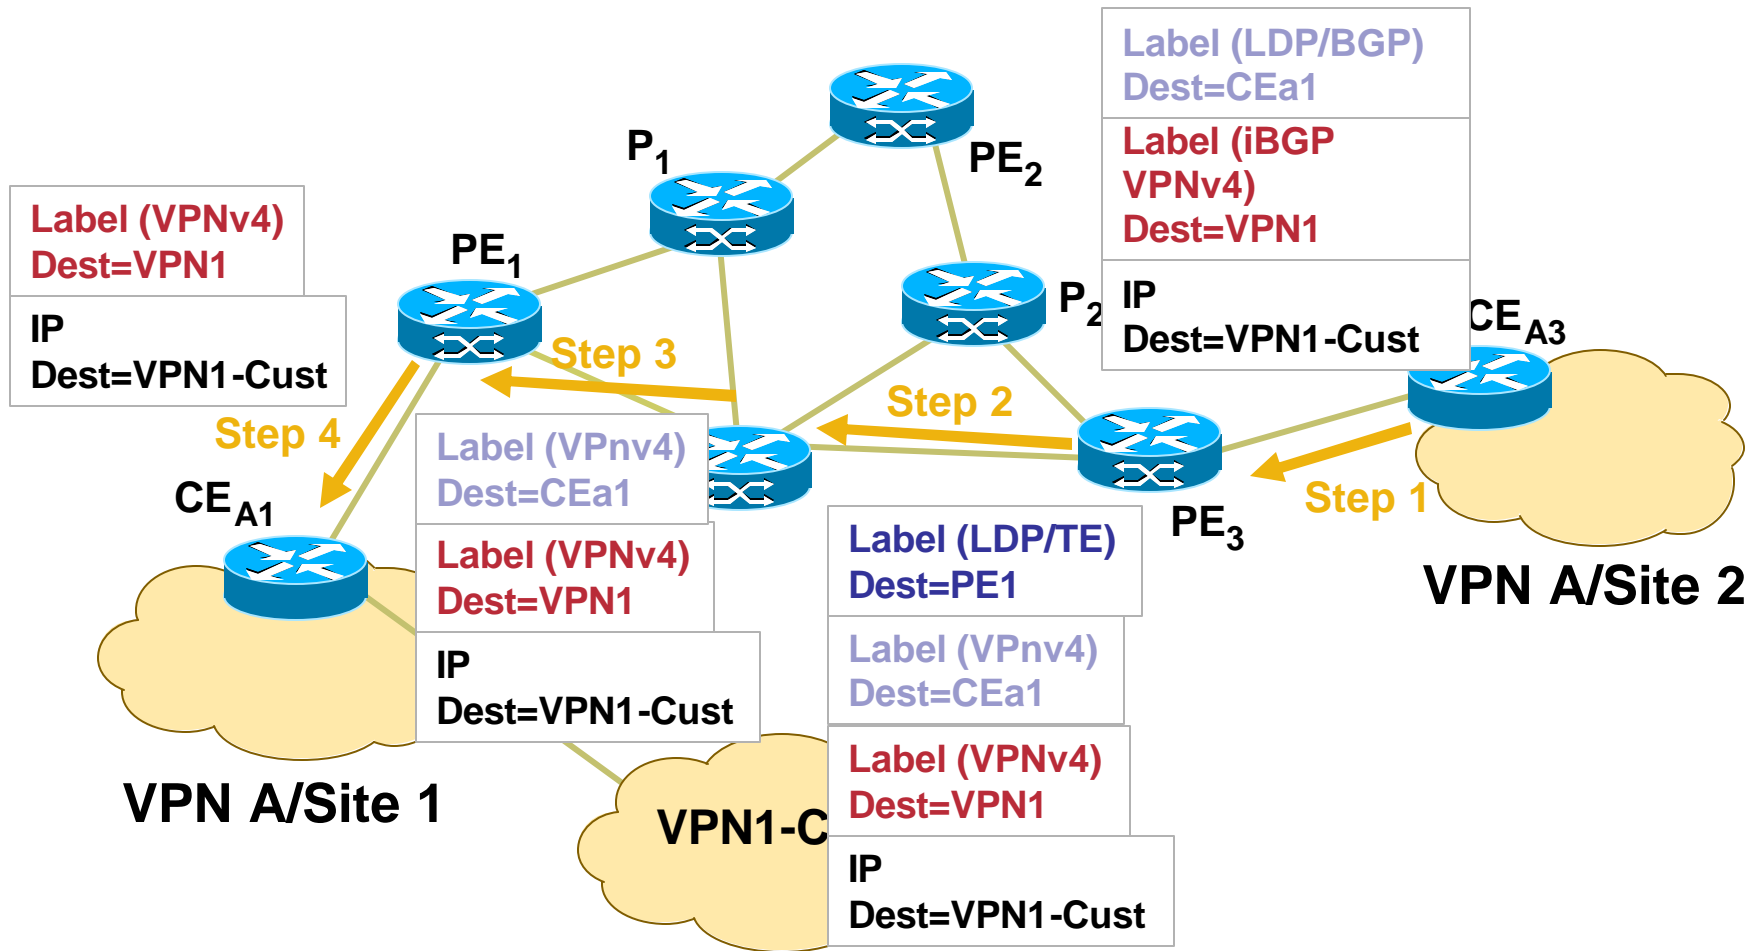 Label (LDP/BGP)
Dest=CEa1
Label (iBGP
VPNv4)
Dest=VPN1
IP
Dest=VPN1-Cust
P1
PE2
Label (VPNv4)
Dest=VPN1
IP
Dest=VPN1-Cust
PE1
P2
CEA3
Step 3
Step 2
Step 4
Step 1
Label (VPnv4)
Dest=CEa1
Label (VPNv4)
Dest=VPN1
IP
Dest=VPN1-Cust
CEA1
PE3
Label (LDP/TE)
Dest=PE1
Label (VPnv4)
Dest=CEa1
Label (VPNv4)
Dest=VPN1
IP
Dest=VPN1-Cust
VPN A/Site 2
VPN A/Site 1
VPN1-C